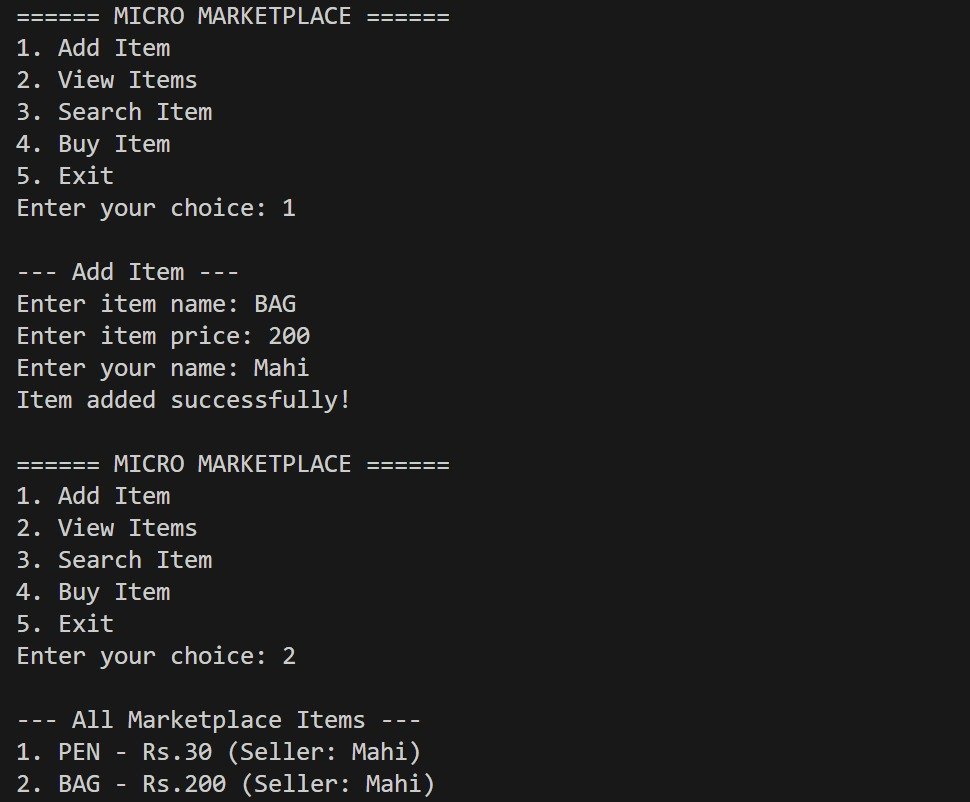 ====== MICRO MARKETPLACE ======
1. Add Item
2. View Items
3. Search Item
4. Buy Item
5. Exit
Enter your choice: 1
--- Add Item ---
Enter item name: BAG
Enter item price: 200
Enter your name: Mahi
Item added successfully!
====== MICRO MARKETPLACE ======
1. Add Item
2. View Items
3. Search Item
4. Buy Item
5. Exit
Enter your choice: 2
--- All Marketplace Items ---
1. PEN - Rs.30 (Seller: Mahi)
2. BAG - Rs.200 (Seller: Mahi)